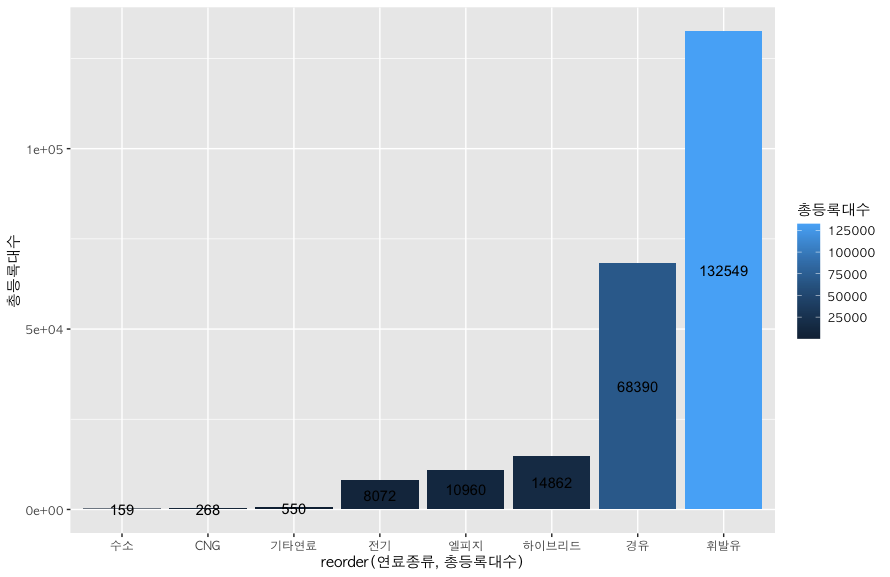 1e+05
5e+04
0e+00
총등록대수
159
268
550
8072
10960
14862
68390
132549
수소
CNG
기타연료
전기
엘피지
하이브리드
경유
휘발유
reorder(연료종류, 총등록대수)
총등록대수
125000
100000
75000
50000
25000